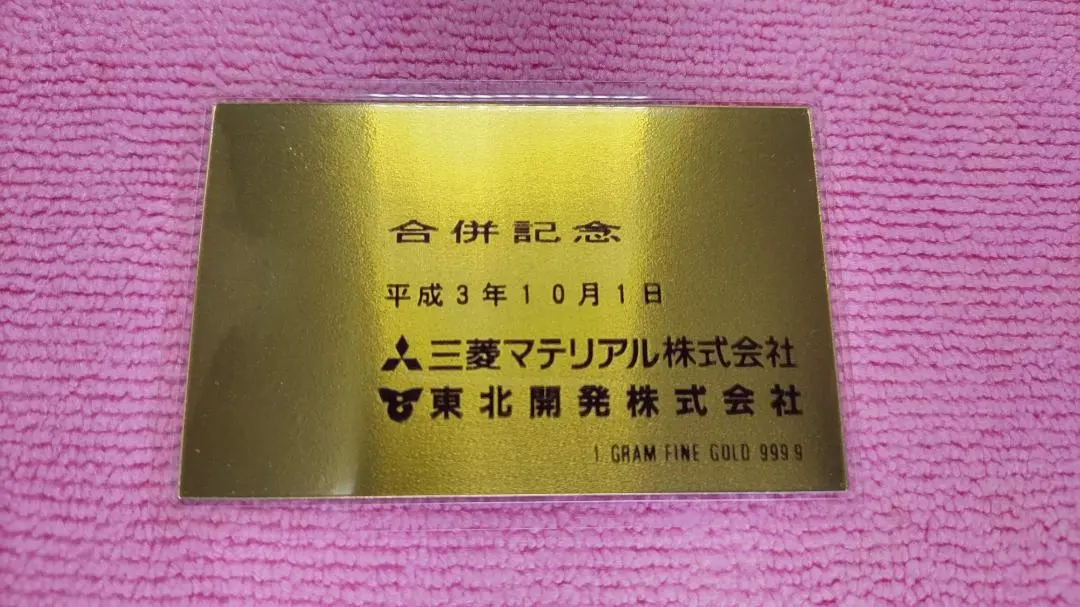 合併記念
平成3年10月1日
三菱マテリアル株式会社
東北開発株式会社
1 GRAM FINE GOLD 999.9